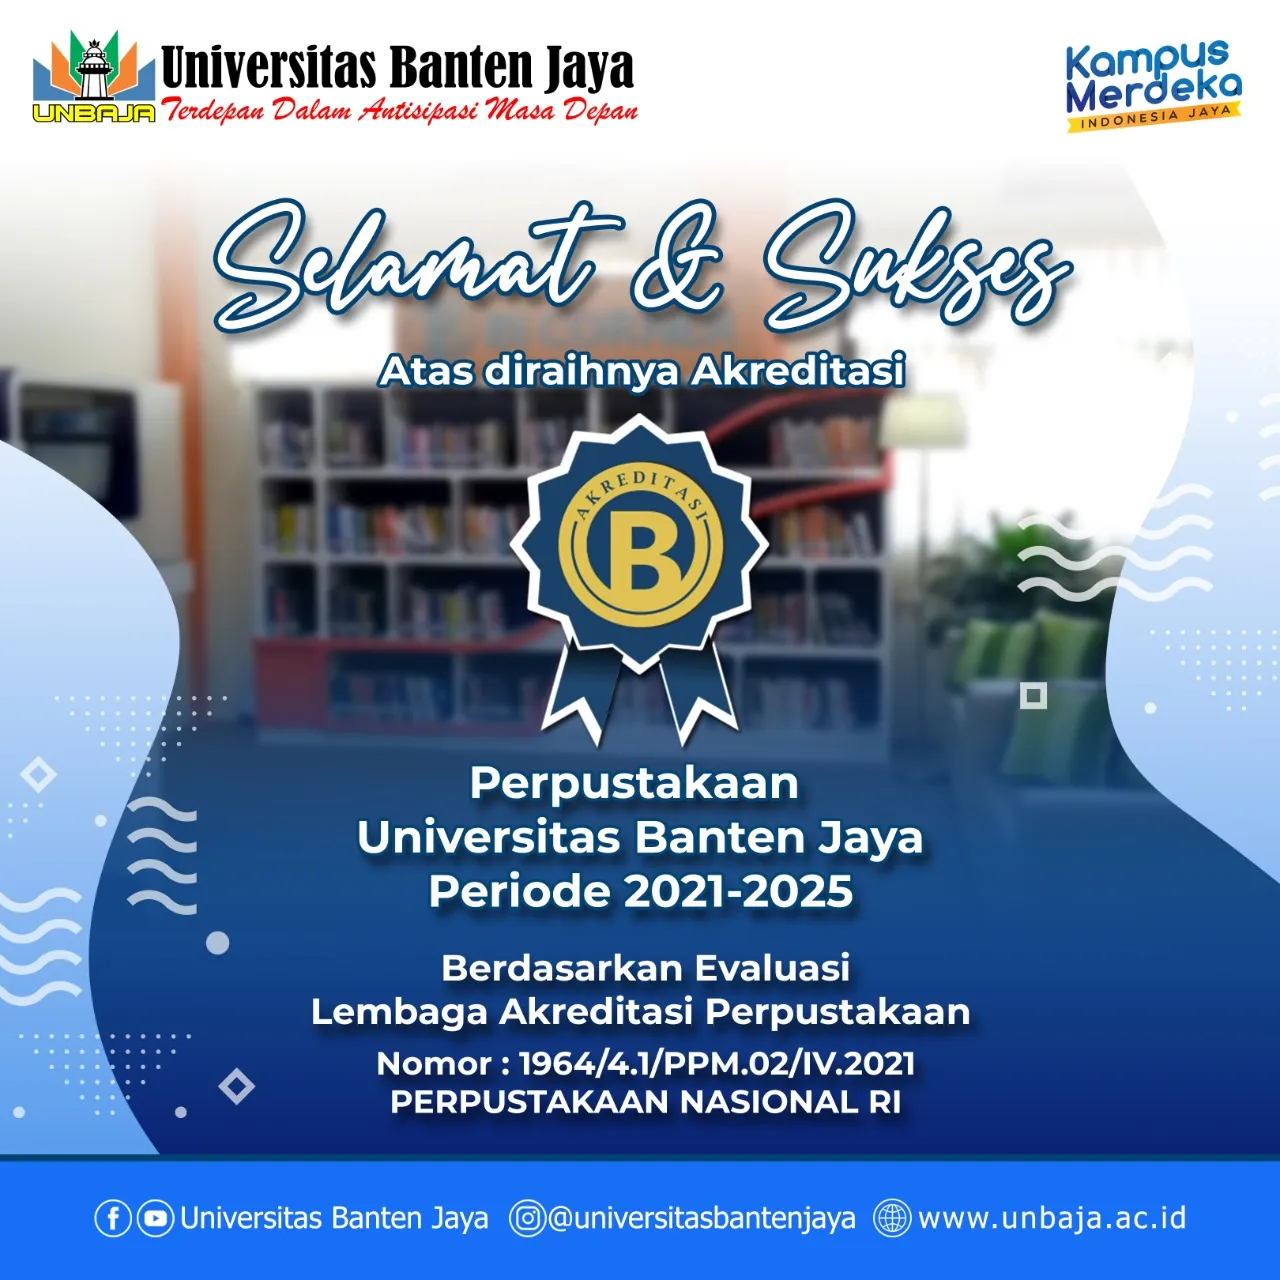 UNBAJA
Universitas Banten Jaya
Terdepan Dalam Antisipasi Masa Depan
Kampus
Merdeka
INDONESIA JAYA
Selamat & Sukses
Atas diraihnya Akreditasi
AKREDITASI
B
Perpustakaan
Universitas Banten Jaya
Periode 2021-2025
Berdasarkan Evaluasi
Lembaga Akreditasi Perpustakaan
Nomor : 1964/4.1/PPM.02/IV.2021
PERPUSTAKAAN NASIONAL RI
Universitas Banten Jaya @universitasbantenjaya www.unbaja.ac.id